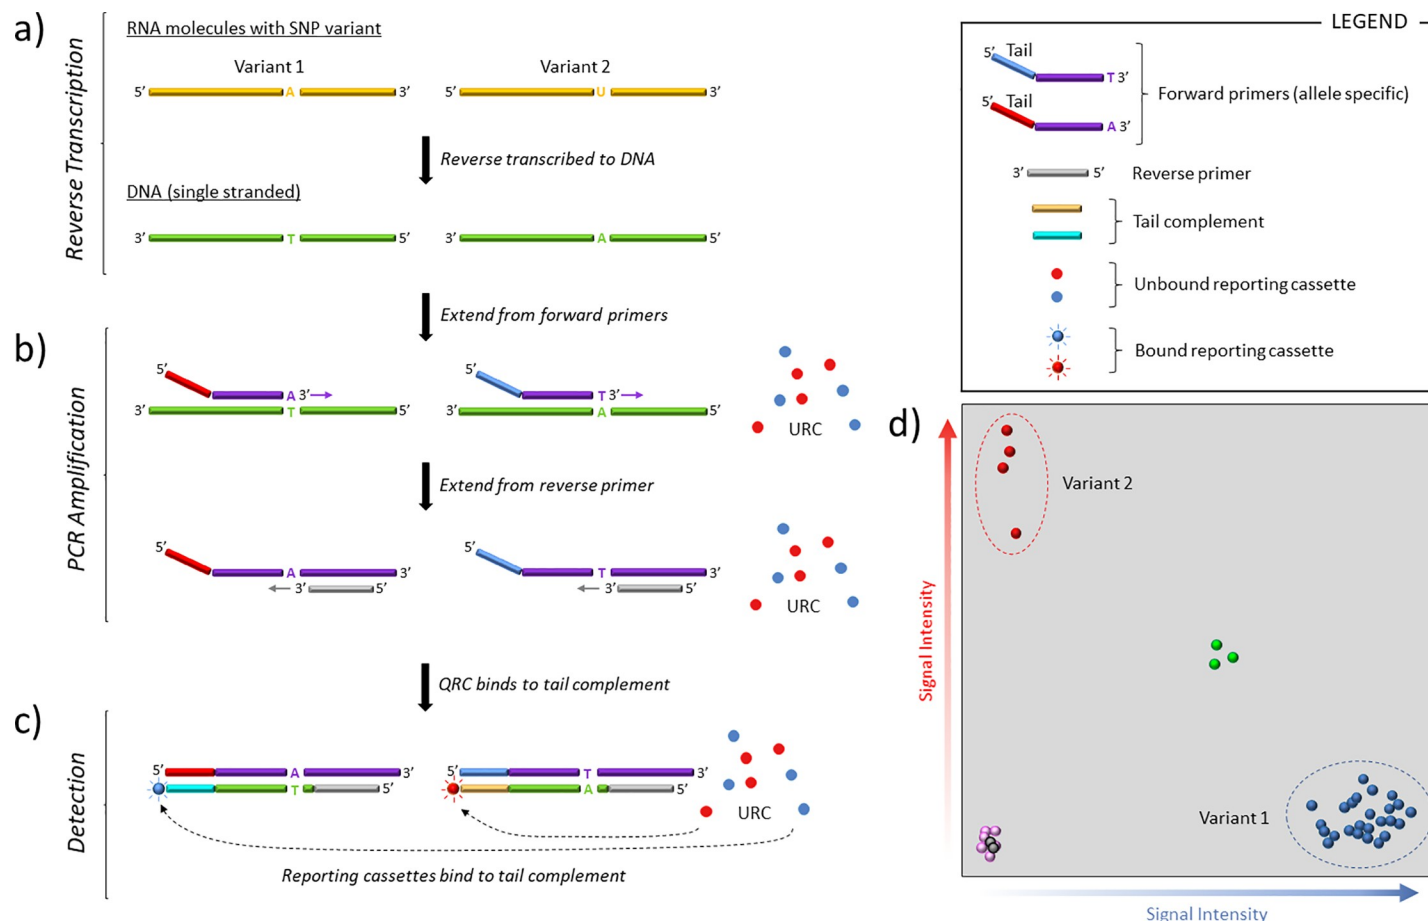 a)
Reverse Transcription
RNA molecules with SNP variant
Variant 1
Variant 2
5’ A 3’
5’ U 3’
Reverse transcribed to DNA
DNA (single stranded)
3’ T 5’
3’ A 5’
Extend from forward primers
b)
PCR Amplification
5’
A 3’
3’ T 5’
5’
T 3’
3’ A 5’
URC
Extend from reverse primer
5’
A 3’
3’ 5’
5’
T 3’
3’ 5’
URC
QRC binds to tail complement
c)
Detection
5’ A 3’
T 5’
5’ T 3’
A 5’
URC
Reporting cassettes bind to tail complement
LEGEND
5’ Tail
T 3’
5’ Tail
A 3’
Forward primers (allele specific)
3’ 5’ Reverse primer
Tail complement
Unbound reporting cassette
Bound reporting cassette
d)
Variant 2
Signal Intensity
Variant 1
Signal Intensity